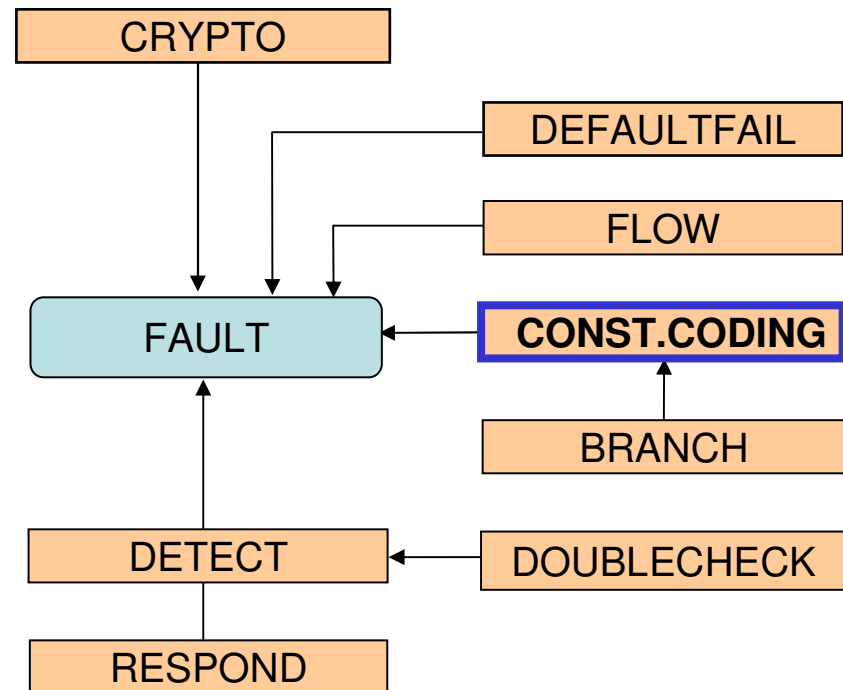 CRYPTO
DEFAULTFAIL
FLOW
FAULT
CONST.CODING
BRANCH
DETECT
DOUBLECHECK
RESPOND